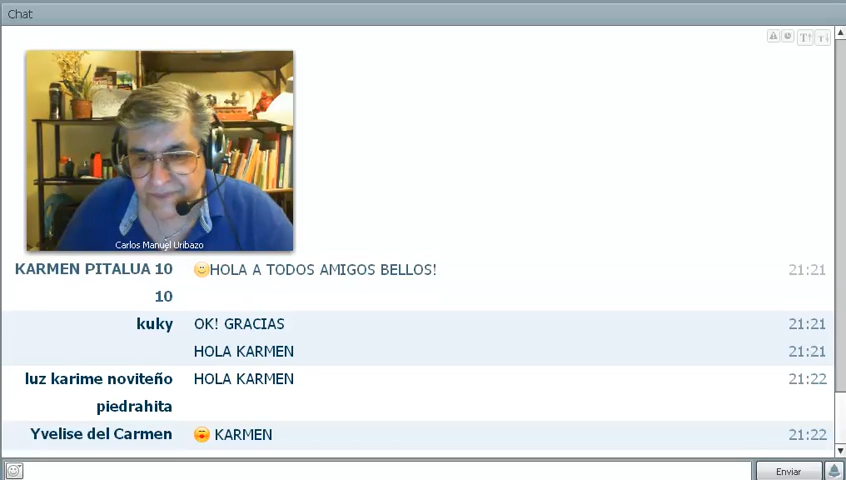 Chat
Carlos Manuel Uribazo
KARMEN PITALUA 10 HOLA A TODOS AMIGOS BELLOS! 21:21
10
kuky OK! GRACIAS 21:21
HOLA KARMEN 21:21
luz karime noviteño HOLA KARMEN 21:22
piedrahita
Yvelise del Carmen KARMEN 21:22
Enviar